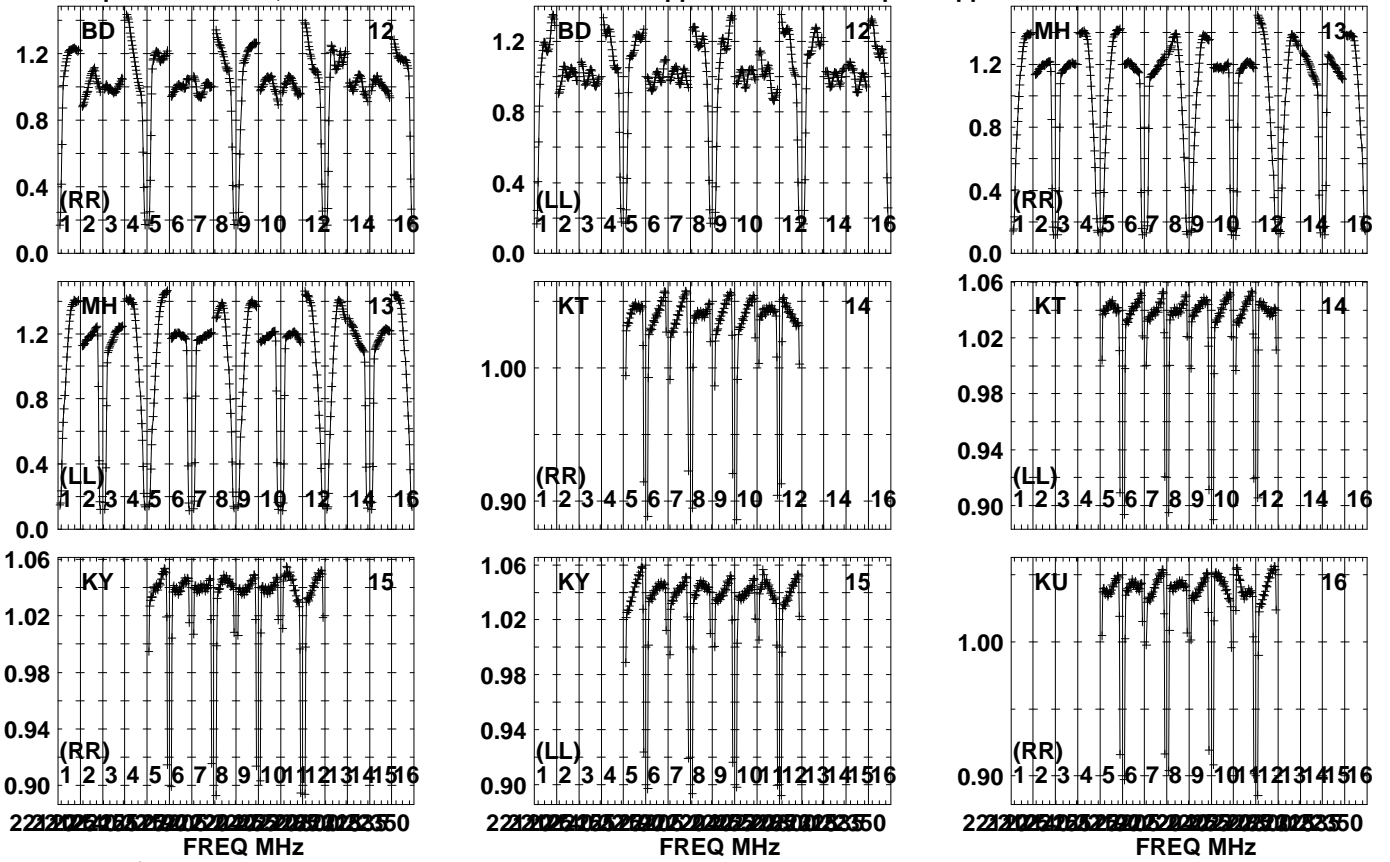 BD 12
1.2
0.8
0.4
(RR)
1 2 3 4 5 6 7 8 9 10 12 14 16
0.0
BD 12
1.2
0.8
0.4
(LL)
1 2 3 4 5 6 7 8 9 10 12 14 16
0.0
MH 13
1.2
0.8
0.4
(RR)
1 2 3 4 5 6 7 8 9 10 12 14 16
0.0
MH 13
1.2
0.8
0.4
(LL)
1 2 3 4 5 6 7 8 9 10 12 14 16
0.0
KT 14
1.00
(RR)
0.90
1 2 3 4 5 6 7 8 9 10 12 14 16
1.06
KT 14
1.02
0.98
0.94
(LL)
0.90
1 2 3 4 5 6 7 8 9 10 12 14 16
1.06
KY 15
1.02
0.98
0.94
(RR)
0.90
1 2 3 4 5 6 7 8 9 10 11 12 13 14 15 16
FREQ MHz
1.06
KY 15
1.02
0.98
0.94
(LL)
0.90
1 2 3 4 5 6 7 8 9 10 11 12 13 14 15 16
FREQ MHz
KU 16
1.00
(RR)
0.90
1 2 3 4 5 6 7 8 9 10 11 12 13 14 15 16
FREQ MHz